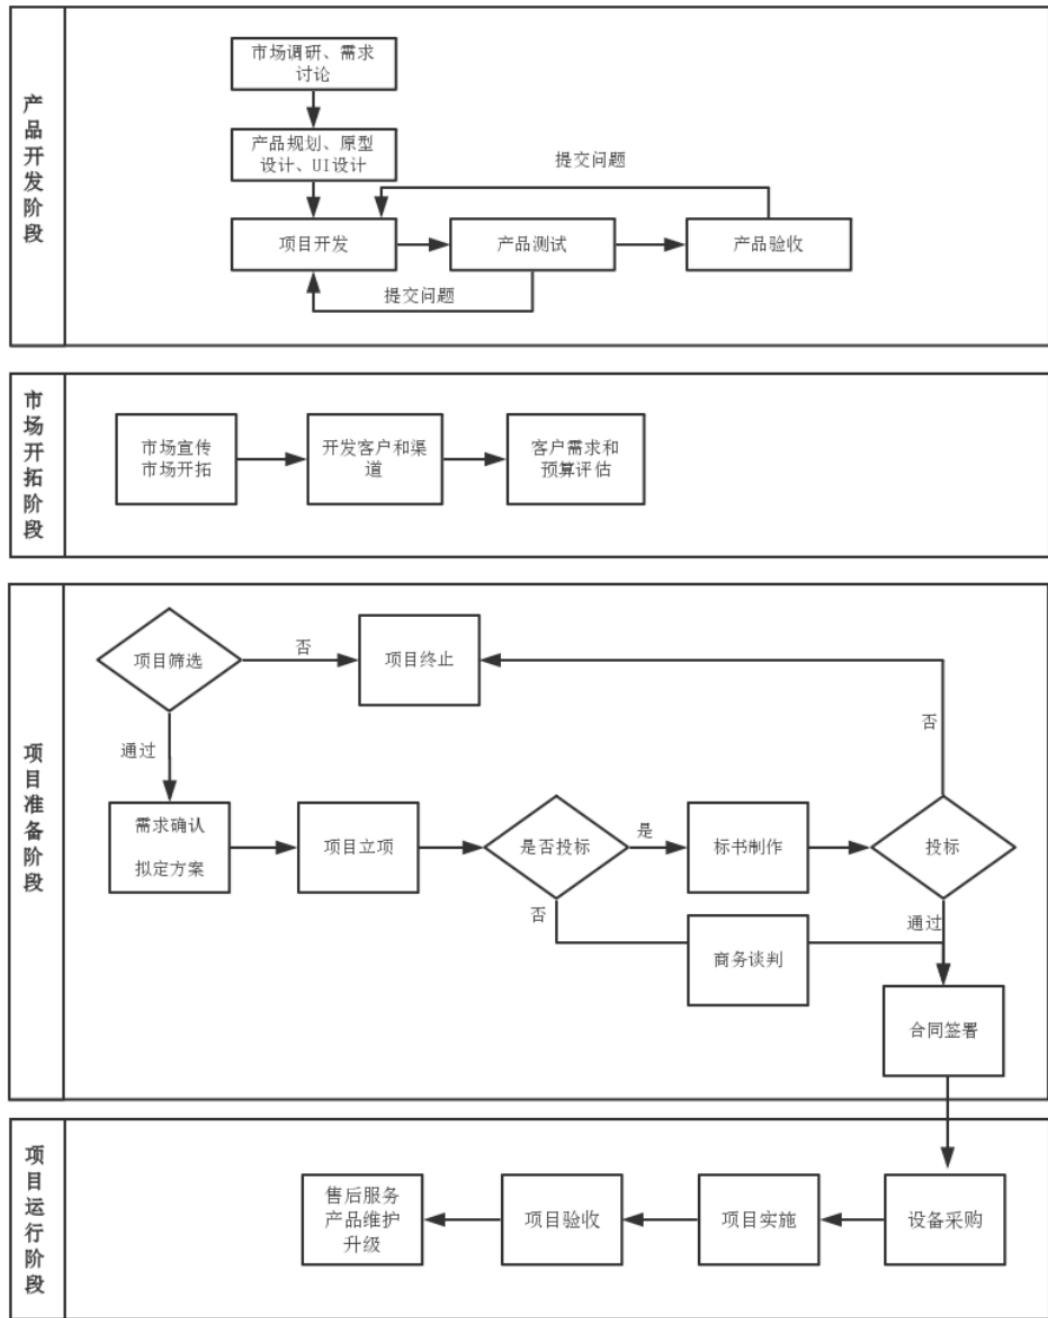 产品开发阶段
市场调研、需求
讨论
产品规划、原型
设计、UI设计
提交问题
项目开发
产品测试
产品验收
提交问题
市场开拓阶段
市场宣传
市场开拓
开发客户和渠
道
客户需求和
预算评估
项目准备阶段
项目筛选
否
项目终止
否
通过
需求确认
拟定方案
项目立项
是否投标
是
标书制作
投标
否
通过
商务谈判
合同签署
项目运行阶段
售后服务
产品维护
升级
项目验收
项目实施
设备采购